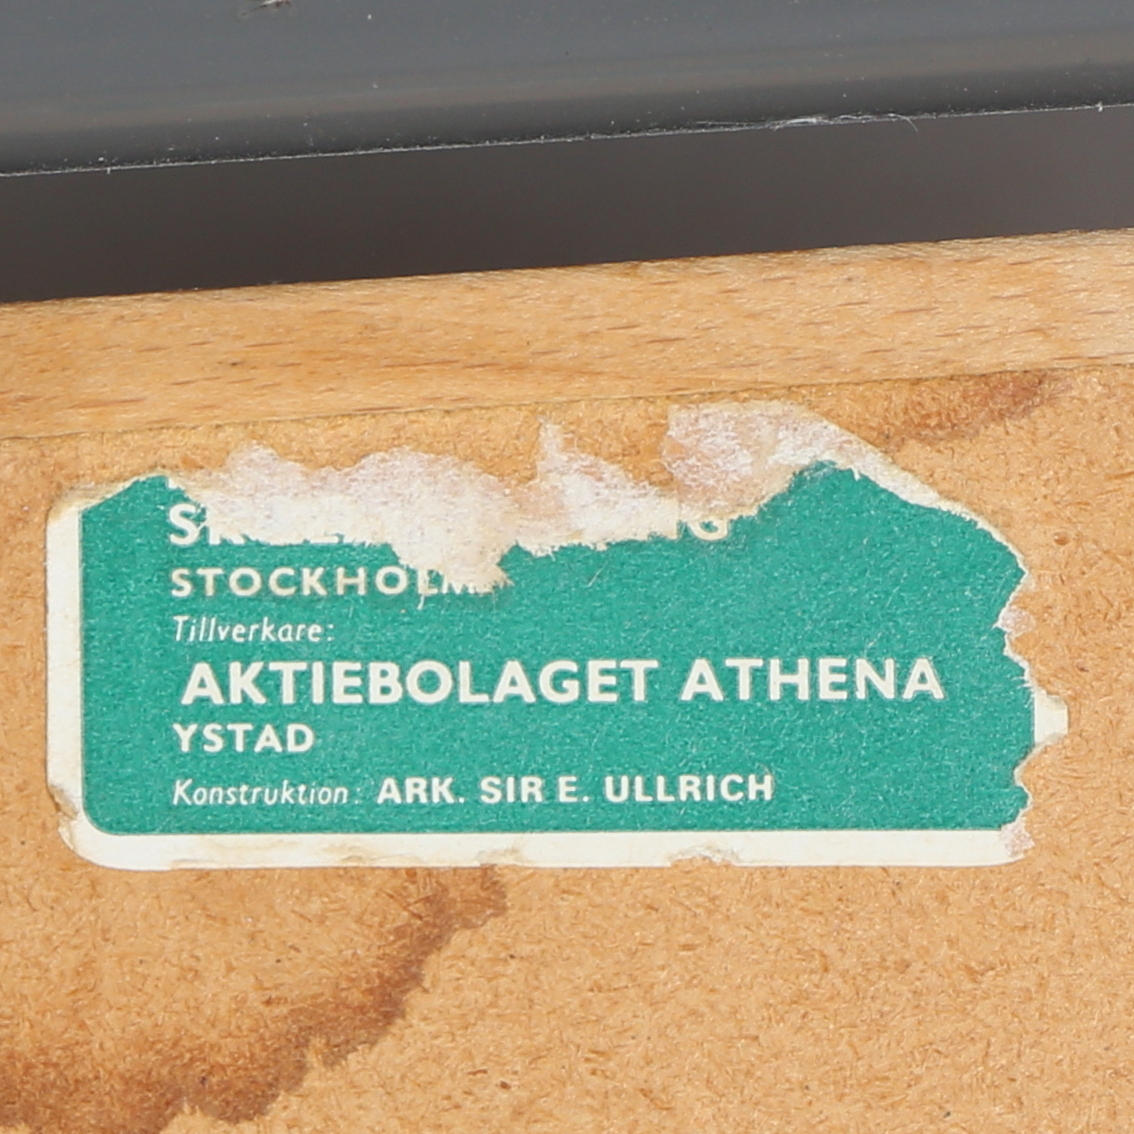 STOCKHOLM
Tillverkare:
AKTIEBOLAGET ATHENA
YSTAD
Konstruktion: ARK. SIR E. ULLRICH